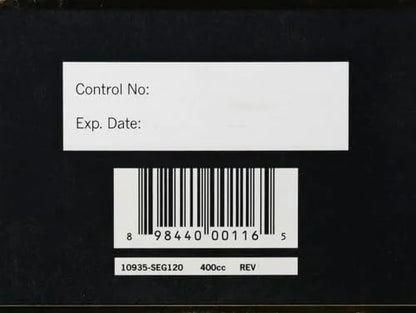 Control No:
Exp. Date:
8 98440 00116 5
10935-SEG120 400cc REV